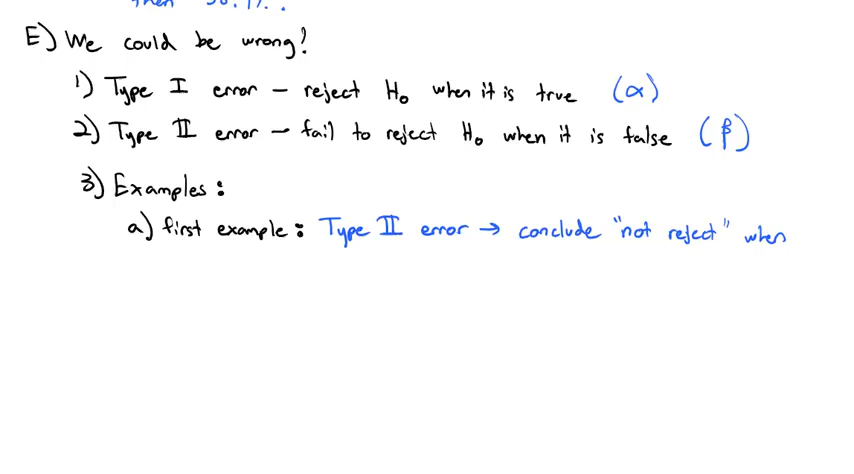 then
E) We could be wrong?
1) Type I error - reject H₀ when it is true (α)
2) Type II error - fail to reject H₀ when it is false (β)
3) Examples:
a) first example: Type II error → conclude "not reject" when